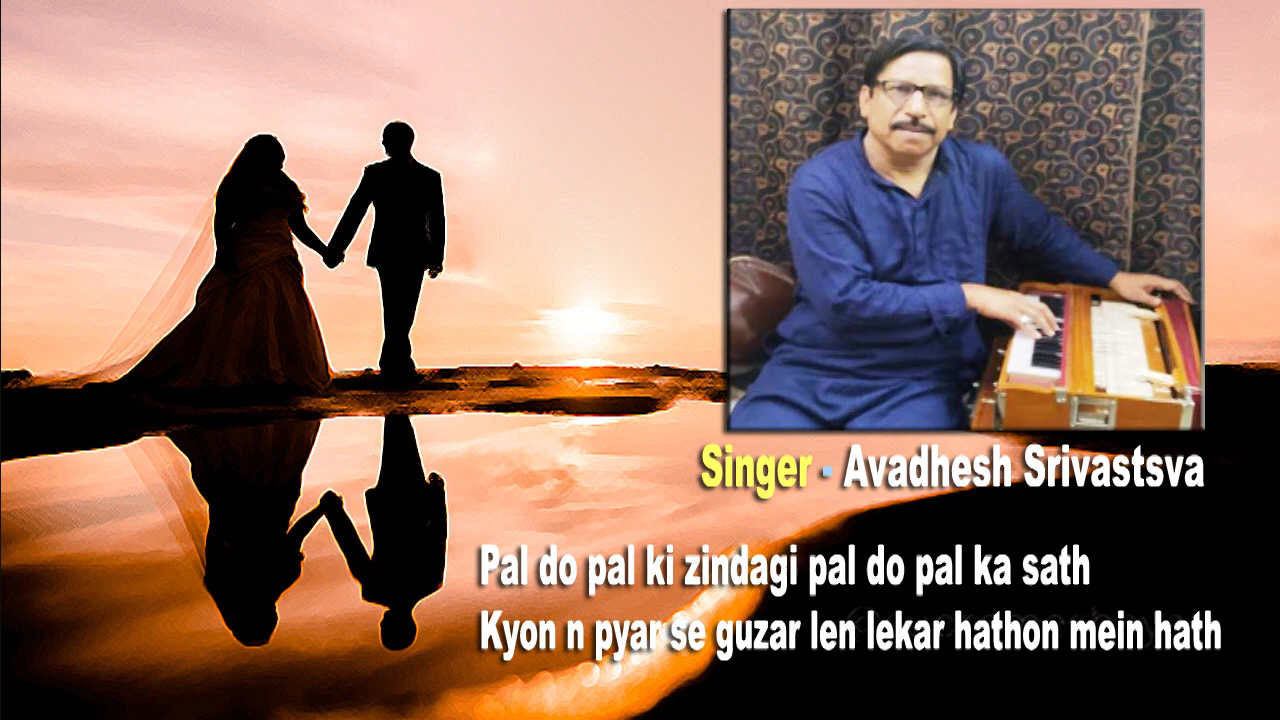 Singer - Avadhesh Srivastsva
Pal do pal ki zindagi pal do pal ka sath
Kyon n pyar se guzar len lekar hathon mein hath